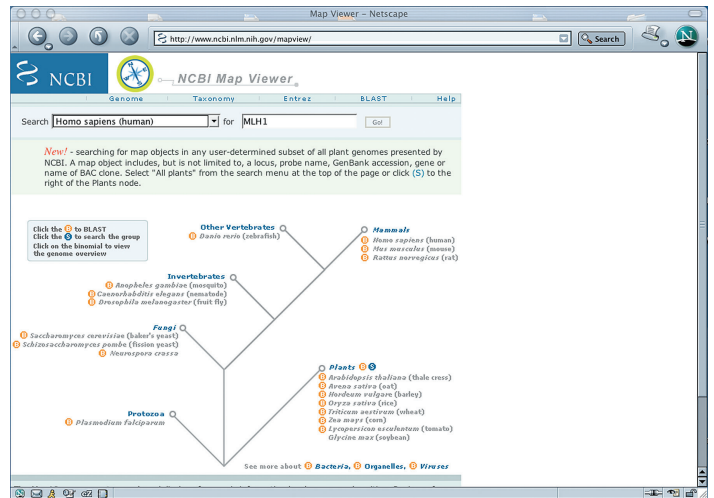 Map Viewer – Netscape
http://www.ncbi.nlm.nih.gov/mapview/
Search
N
NCBI
NCBI Map Viewer
Genome Taxonomy Entrez BLAST Help
Search Homo sapiens (human) for MLH1 Go!
New! - searching for map objects in any user-determined subset of all plant genomes presented by
NCBI. A map object includes, but is not limited to, a locus, probe name, GenBank accession, gene or
name of BAC clone. Select "All plants" from the search menu at the top of the page or click (S) to the
right of the Plants node.
Click the B to BLAST
Click the S to search the group
Click on the binomial to view
the genome overview
Other Vertebrates
B Danio rerio (zebrafish)
Mammals
B Homo sapiens (human)
B Mus musculus (mouse)
B Rattus norvegicus (rat)
Invertebrates
B Anopheles gambiae (mosquito)
B Caenorhabditis elegans (nematode)
B Drosophila melanogaster (fruit fly)
Fungi
B Saccharomyces cerevisiae (baker's yeast)
B Schizosaccharomyces pombe (fission yeast)
B Neurospora crassa
Plants B S
B Arabidopsis thaliana (thale cress)
B Avena sativa (oat)
B Hordeum vulgare (barley)
B Oryza sativa (rice)
B Triticum aestivum (wheat)
B Zea mays (corn)
B Lycopersicon esculentum (tomato)
Glycine max (soybean)
Protozoa
B Plasmodium falciparum
See more about B Bacteria, B Organelles, B Viruses